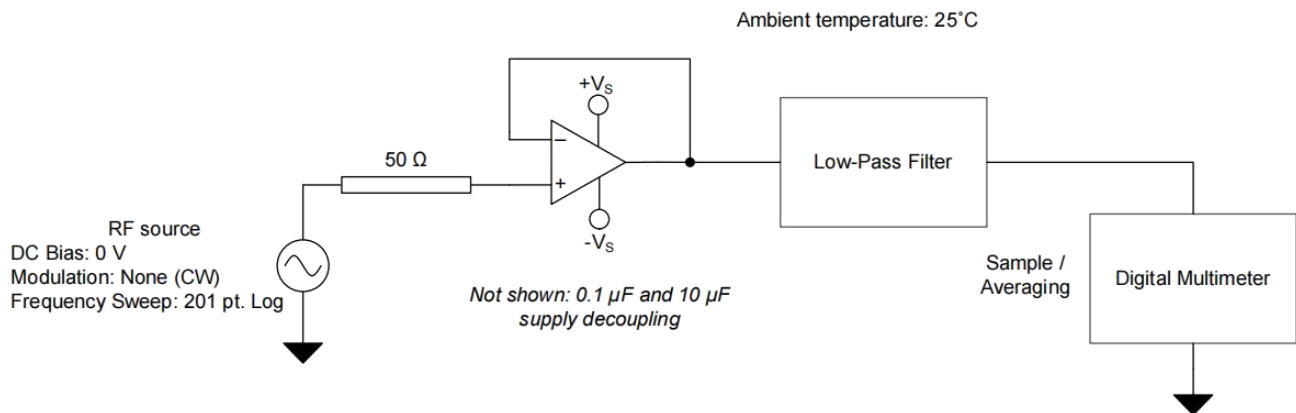 Ambient temperature: 25˚C
+VS
−
50 Ω
+
Low-Pass Filter
-VS
RF source
DC Bias: 0 V
Modulation: None (CW)
Frequency Sweep: 201 pt. Log
Not shown: 0.1 µF and 10 µF
supply decoupling
Sample /
Averaging
Digital Multimeter